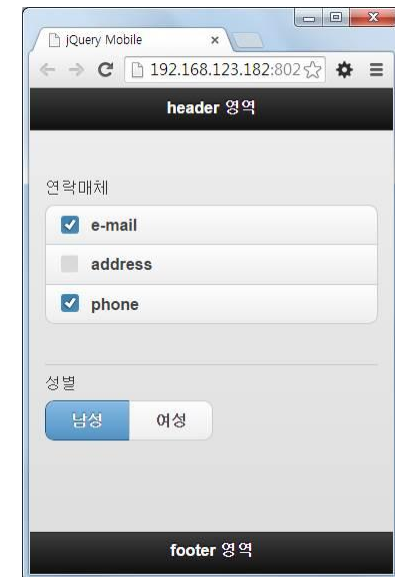 jQuery Mobile
192.168.123.182:802
header 영역
연락매체
e-mail
address
phone
성별
남성 여성
footer 영역